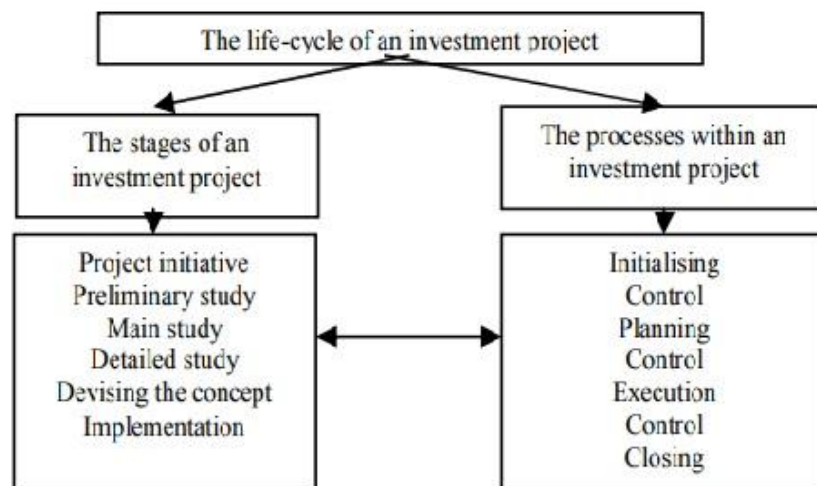 The life-cycle of an investment project
The stages of an
investment project
The processes within an
investment project
Project initiative
Preliminary study
Main study
Detailed study
Devising the concept
Implementation
Initialising
Control
Planning
Control
Execution
Control
Closing